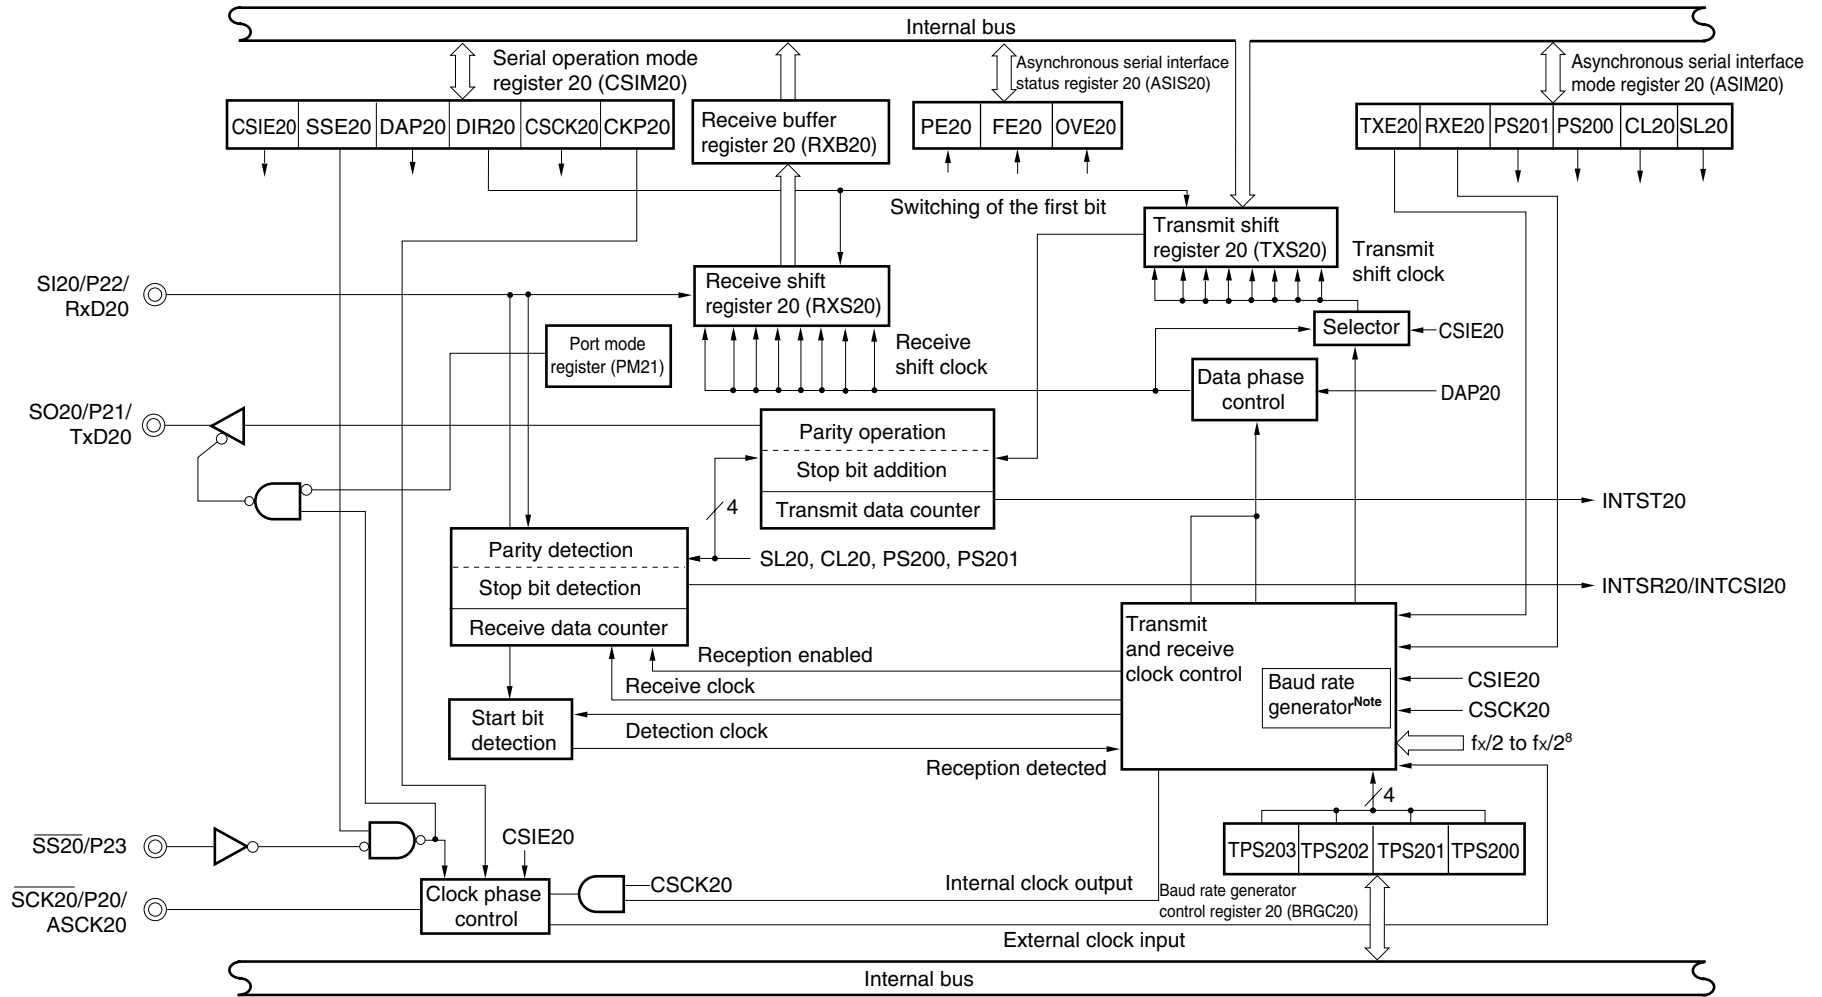 Internal bus
Serial operation mode
register 20 (CSIM20)
Asynchronous serial interface
status register 20 (ASIS20)
Asynchronous serial interface
mode register 20 (ASIM20)
CSIE20 SSE20 DAP20 DIR20 CSCK20 CKP20
Receive buffer
register 20 (RXB20)
PE20 FE20 OVE20
TXE20 RXE20 PS201 PS200 CL20 SL20
Switching of the first bit
Transmit shift
register 20 (TXS20)
Transmit
shift clock
SI20/P22/
RxD20
Receive shift
register 20 (RXS20)
Selector
CSIE20
Port mode
register (PM21)
Receive
shift clock
Data phase
control
DAP20
SO20/P21/
TxD20
Parity operation
Stop bit addition
Transmit data counter
4
INTST20
Parity detection
Stop bit detection
Receive data counter
SL20, CL20, PS200, PS201
INTSR20/INTCSI20
Transmit
and receive
clock control
Reception enabled
Receive clock
Baud rate
generatorNote
CSIE20
CSCK20
fx/2 to fx/2⁸
Start bit
detection
Detection clock
Reception detected
4
SS20/P23
CSIE20
TPS203 TPS202 TPS201 TPS200
SCK20/P20/
ASCK20
Clock phase
control
CSCK20
Internal clock output
Baud rate generator
control register 20 (BRGC20)
External clock input
Internal bus